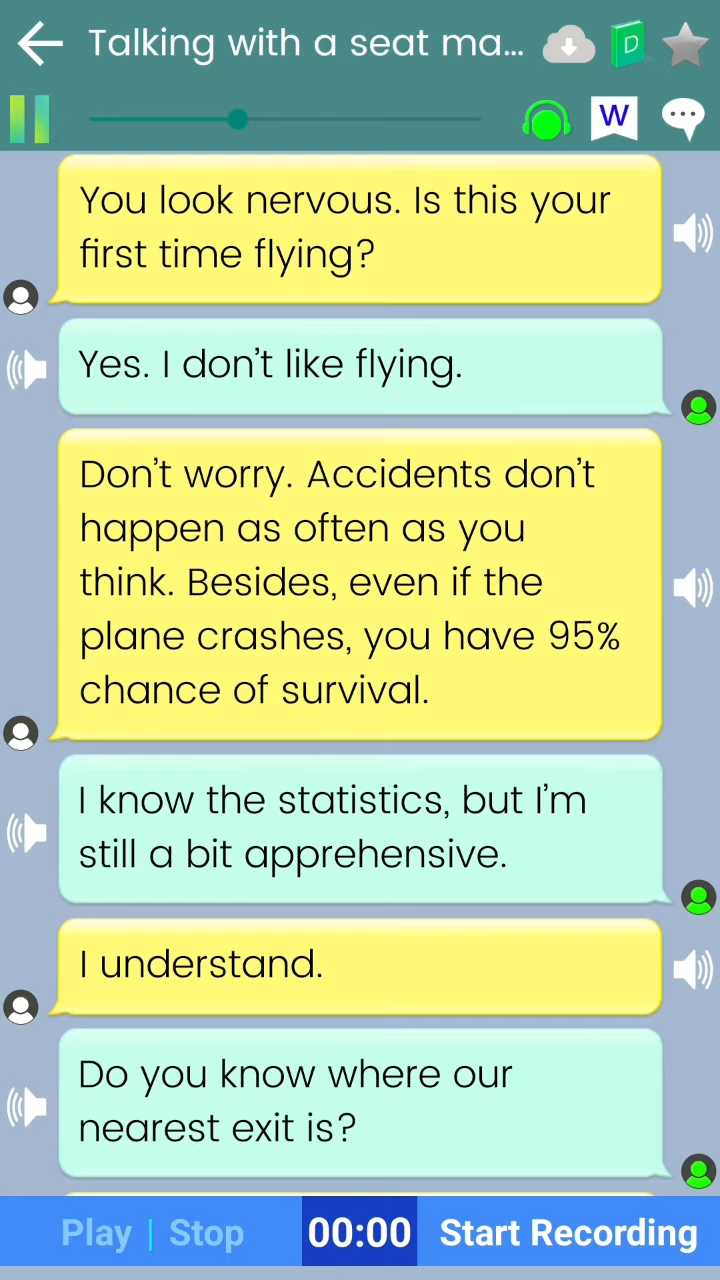 Talking with a seat ma...
D
W
You look nervous. Is this your
first time flying?
Yes. I don't like flying.
Don't worry. Accidents don't
happen as often as you
think. Besides, even if the
plane crashes, you have 95%
chance of survival.
I know the statistics, but I'm
still a bit apprehensive.
I understand.
Do you know where our
nearest exit is?
Play | Stop
00:00
Start Recording